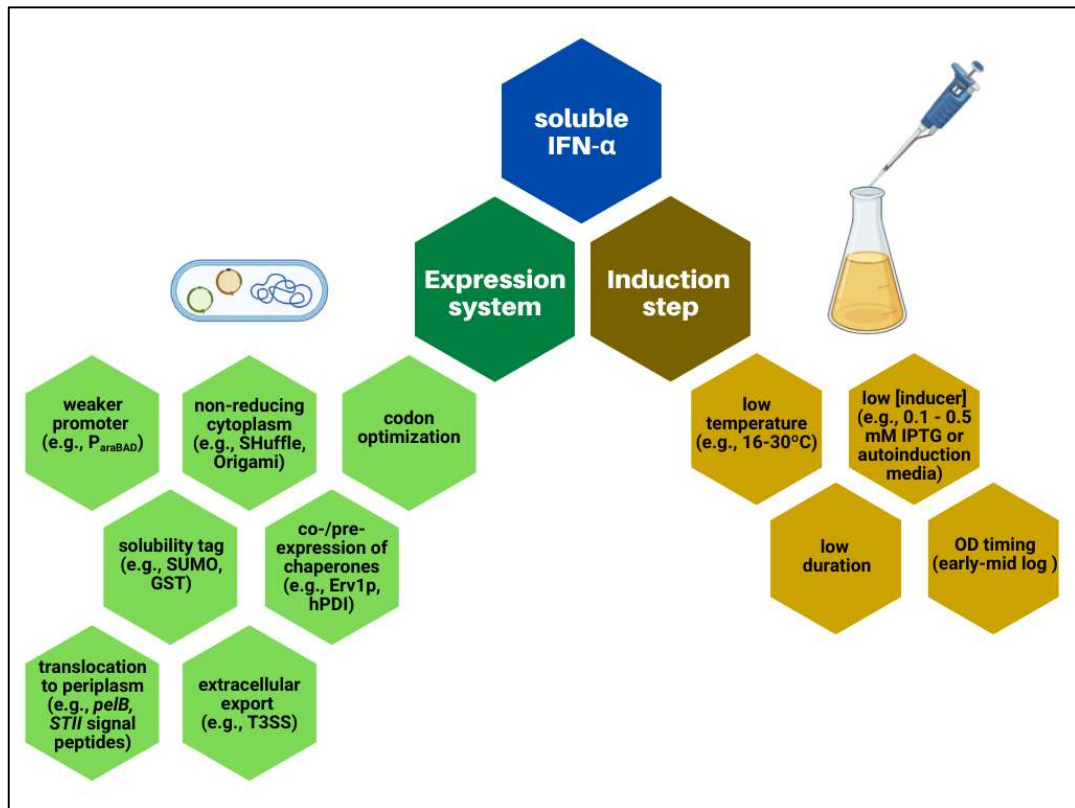 soluble
IFN-α
Expression
system
Induction
step
weaker
promoter
(e.g., ParaBAD)
non-reducing
cytoplasm
(e.g., SHuffle,
Origami)
codon
optimization
solubility tag
(e.g., SUMO,
GST)
co-/pre-
expression of
chaperones
(e.g., Erv1p,
hPDI)
translocation
to periplasm
(e.g., pelB,
STII signal
peptides)
extracellular
export
(e.g., T3SS)
low
temperature
(e.g., 16-30ºC)
low [inducer]
(e.g., 0.1 - 0.5
mM IPTG or
autoinduction
media)
low
duration
OD timing
(early-mid log )